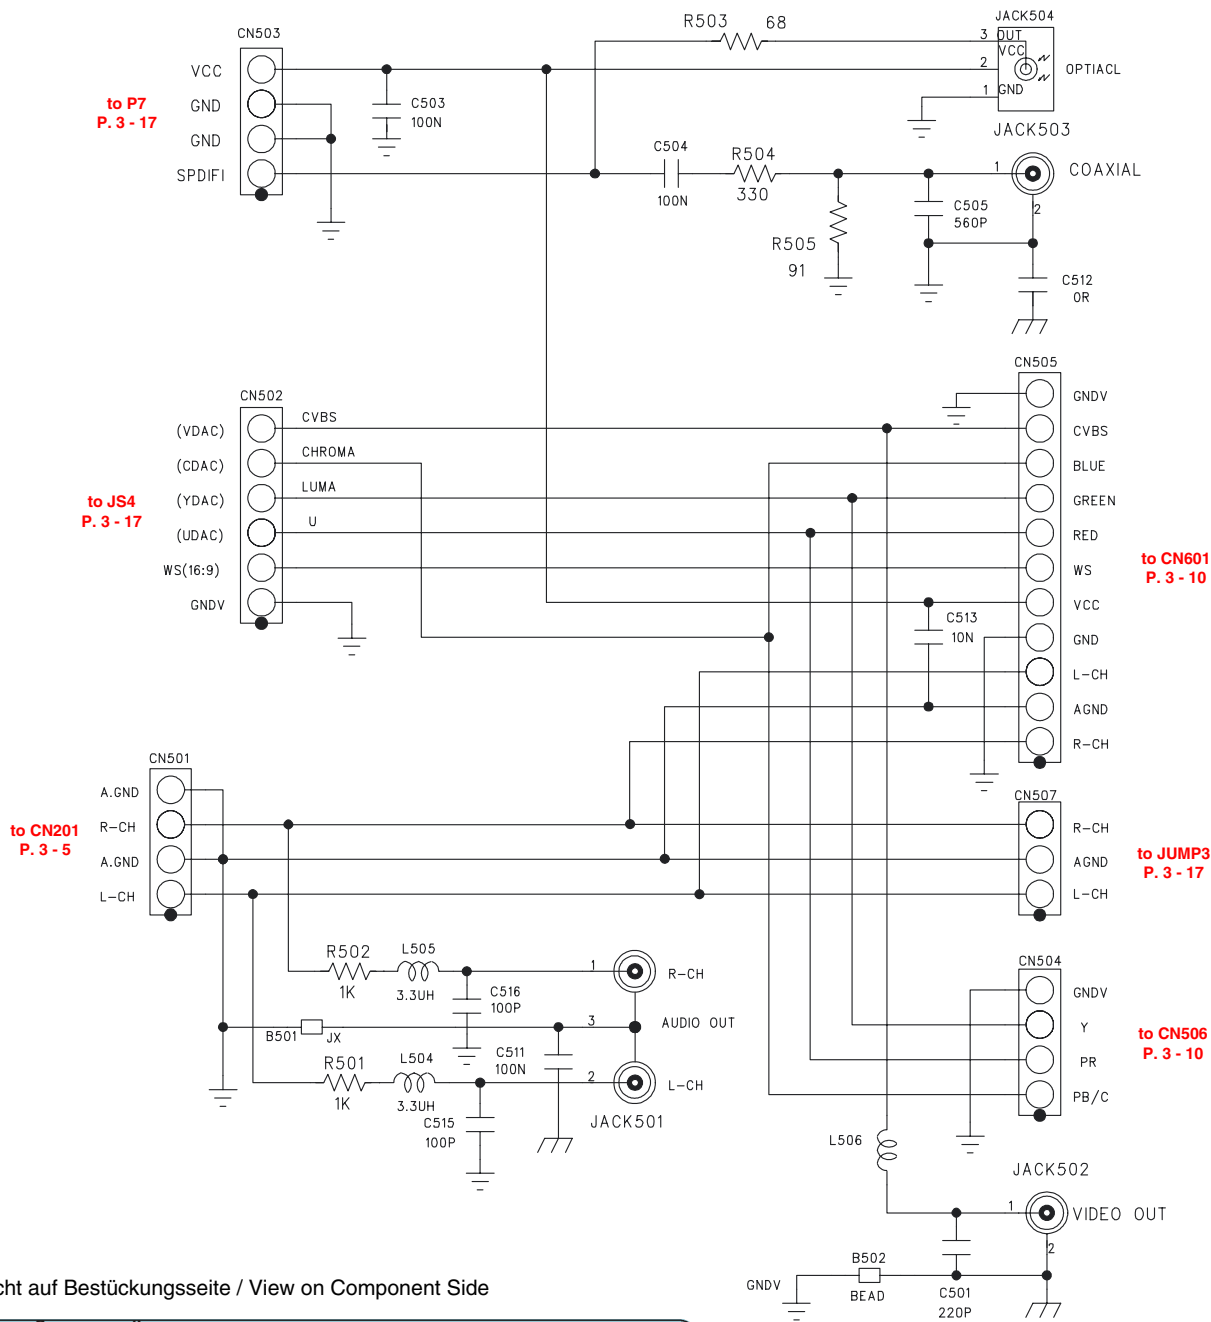 R503 68
JACK504
CN503
3 OUT
VCC
VCC
2
OPTIACL
to P7
P. 3 - 17
GND
C503
100N
1 GND
GND
JACK503
C504
R504
SPDIFI
1
COAXIAL
100N
330
2
C505
560P
R505
91
C512
0R
CN505
CN502
GNDV
CVBS
(VDAC)
CVBS
CHROMA
(CDAC)
BLUE
to JS4
P. 3 - 17
LUMA
(YDAC)
GREEN
U
(UDAC)
RED
to CN601
P. 3 - 10
WS(16:9)
WS
GNDV
VCC
C513
10N
GND
L-CH
AGND
R-CH
CN501
A.GND
CN507
to CN201
P. 3 - 5
R-CH
R-CH
A.GND
AGND
to JUMP3
P. 3 - 17
L-CH
L-CH
R502
L505
CN504
1
R-CH
1K
3.3UH
C516
100P
GNDV
3
AUDIO OUT
B501
JX
Y
to CN506
P. 3 - 10
R501
L504
C511
100N
PR
2
L-CH
1K
3.3UH
PB/C
C515
100P
JACK501
L506
JACK502
1
VIDEO OUT
2
B502
GNDV
BEAD
C501
220P
cht auf Bestückungsseite / View on Component Side